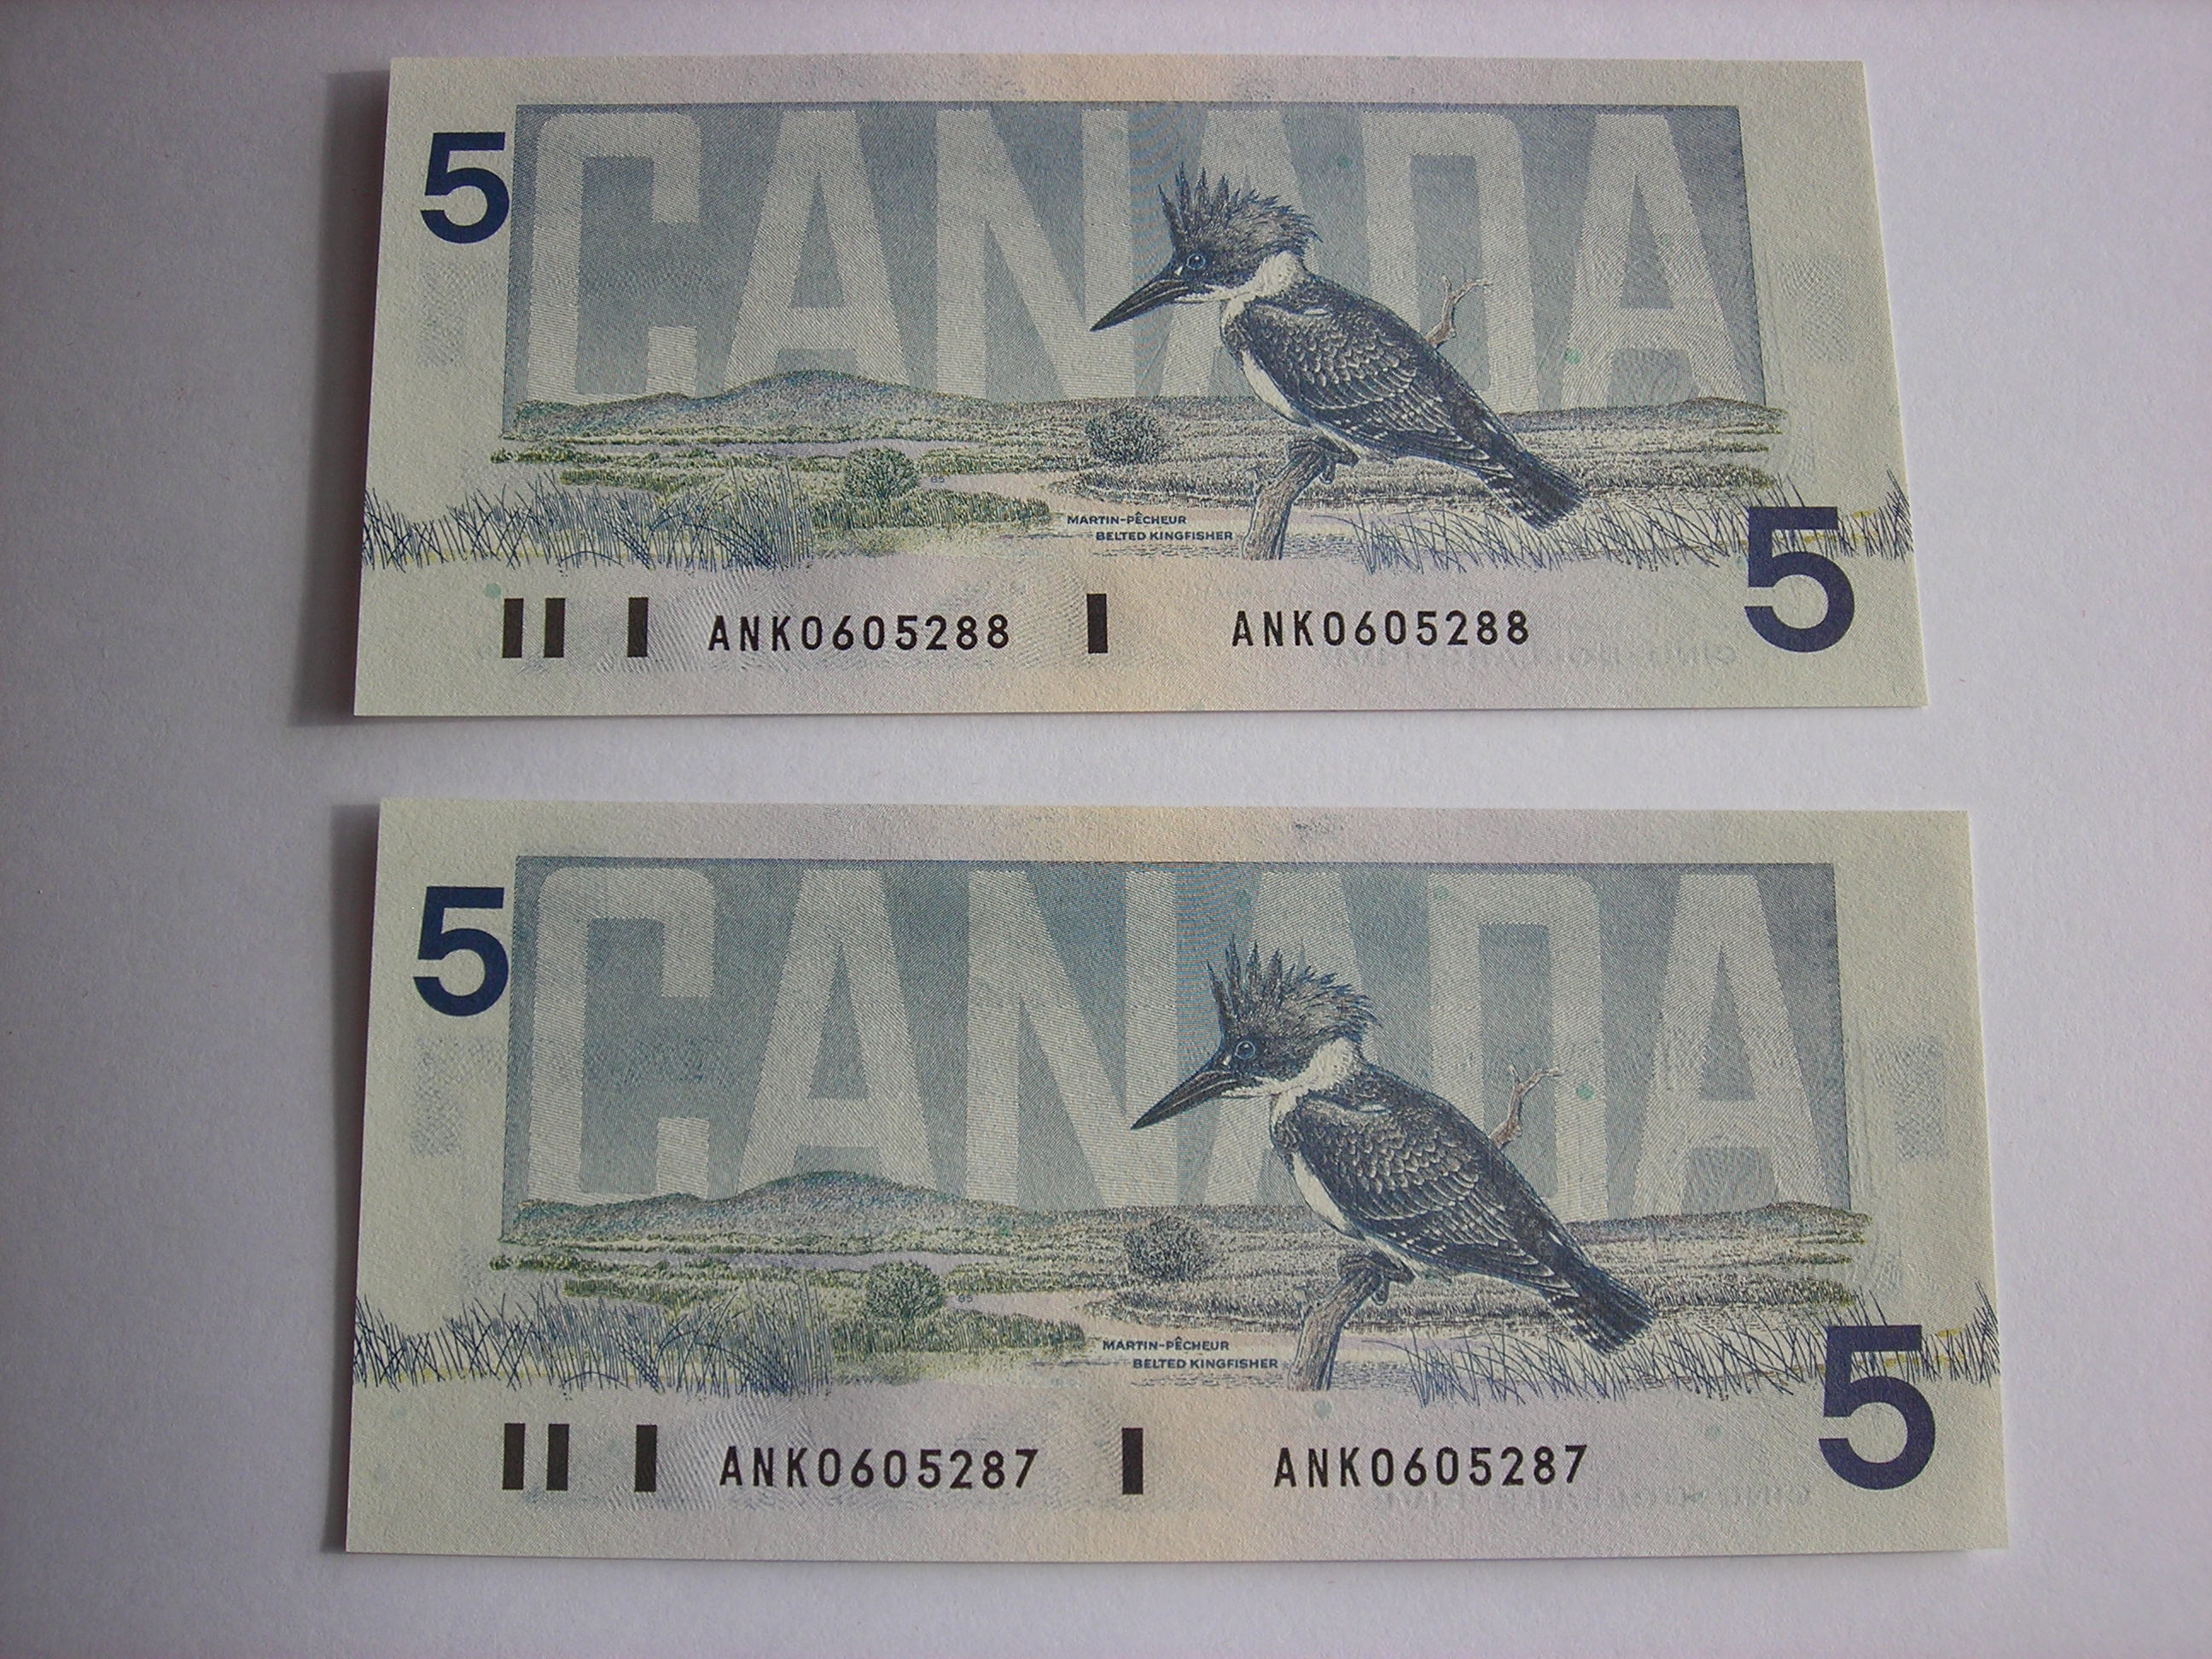 5
CANADA
MARTIN-PÊCHEUR
BELTED KINGFISHER
ANK0605288 ANK0605288
5
5
CANADA
MARTIN-PÊCHEUR
BELTED KINGFISHER
ANK0605287 ANK0605287
5